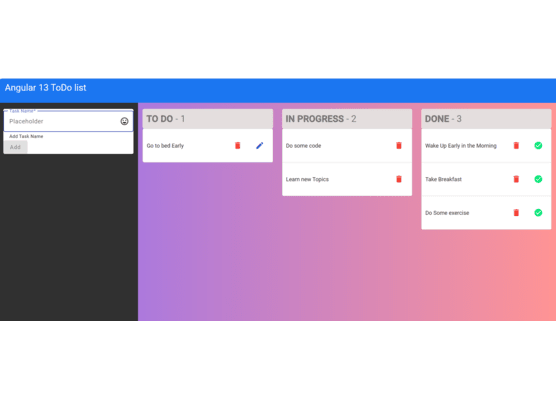 Angular 13 ToDo list
Task Name*
Placeholder
Add Task Name
Add
TO DO - 1
Go to bed Early
IN PROGRESS - 2
Do some code
Learn new Topics
DONE - 3
Wake Up Early in the Morning
Take Breakfast
Do Some exercise